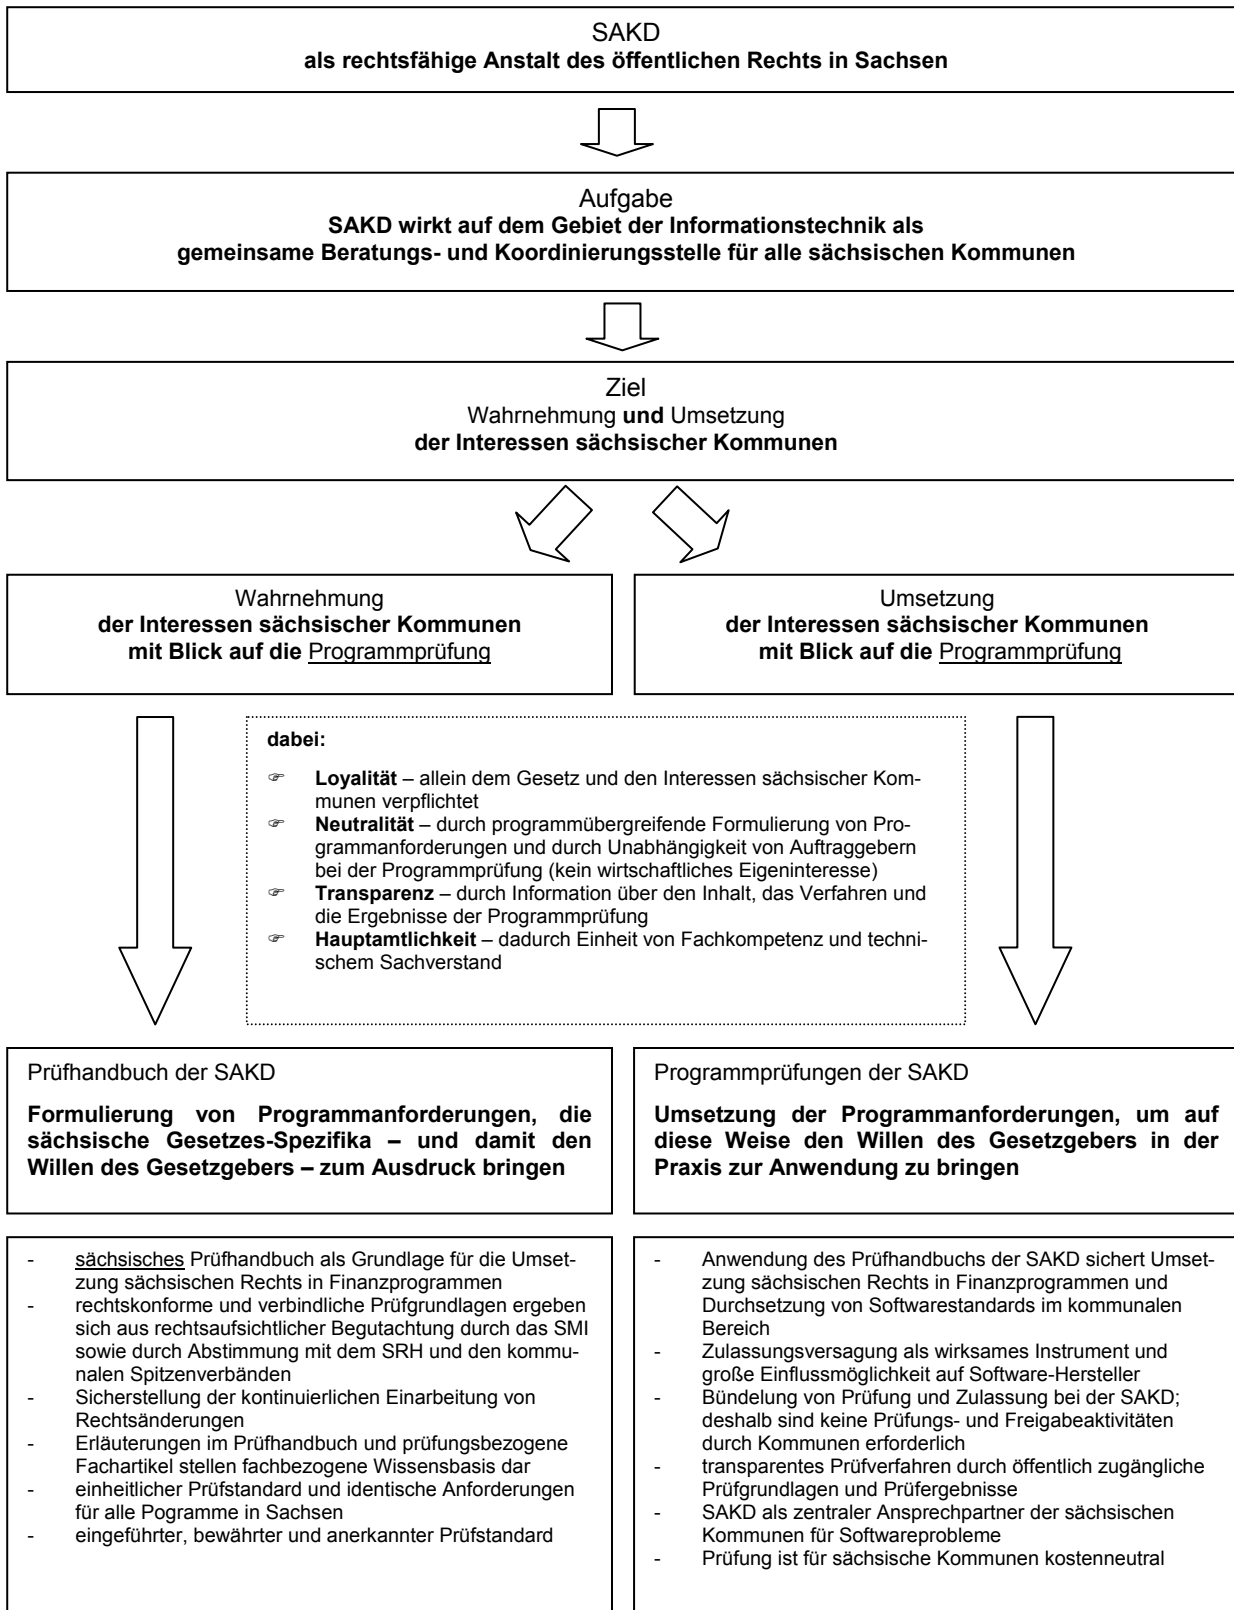 SAKD
als rechtsfähige Anstalt des öffentlichen Rechts in Sachsen
Aufgabe
SAKD wirkt auf dem Gebiet der Informationstechnik als
gemeinsame Beratungs- und Koordinierungsstelle für alle sächsischen Kommunen
Ziel
Wahrnehmung und Umsetzung
der Interessen sächsischer Kommunen
Wahrnehmung
der Interessen sächsischer Kommunen
mit Blick auf die Programmprüfung
Umsetzung
der Interessen sächsischer Kommunen
mit Blick auf die Programmprüfung
dabei:
☞ Loyalität – allein dem Gesetz und den Interessen sächsischer Kom-
munen verpflichtet
☞ Neutralität – durch programmübergreifende Formulierung von Pro-
grammanforderungen und durch Unabhängigkeit von Auftraggebern
bei der Programmprüfung (kein wirtschaftliches Eigeninteresse)
☞ Transparenz – durch Information über den Inhalt, das Verfahren und
die Ergebnisse der Programmprüfung
☞ Hauptamtlichkeit – dadurch Einheit von Fachkompetenz und techni-
schem Sachverstand
Prüfhandbuch der SAKD
Formulierung von Programmanforderungen, die
sächsische Gesetzes-Spezifika – und damit den
Willen des Gesetzgebers – zum Ausdruck bringen
Programmprüfungen der SAKD
Umsetzung der Programmanforderungen, um auf
diese Weise den Willen des Gesetzgebers in der
Praxis zur Anwendung zu bringen
- sächsisches Prüfhandbuch als Grundlage für die Umset-
zung sächsischen Rechts in Finanzprogrammen
- rechtskonforme und verbindliche Prüfgrundlagen ergeben
sich aus rechtsaufsichtlicher Begutachtung durch das SMI
sowie durch Abstimmung mit dem SRH und den kommu-
nalen Spitzenverbänden
- Sicherstellung der kontinuierlichen Einarbeitung von
Rechtsänderungen
- Erläuterungen im Prüfhandbuch und prüfungsbezogene
Fachartikel stellen fachbezogene Wissensbasis dar
- einheitlicher Prüfstandard und identische Anforderungen
für alle Pogramme in Sachsen
- eingeführter, bewährter und anerkannter Prüfstandard
- Anwendung des Prüfhandbuchs der SAKD sichert Umset-
zung sächsischen Rechts in Finanzprogrammen und
Durchsetzung von Softwarestandards im kommunalen
Bereich
- Zulassungsversagung als wirksames Instrument und
große Einflussmöglichkeit auf Software-Hersteller
- Bündelung von Prüfung und Zulassung bei der SAKD;
deshalb sind keine Prüfungs- und Freigabeaktivitäten
durch Kommunen erforderlich
- transparentes Prüfverfahren durch öffentlich zugängliche
Prüfgrundlagen und Prüfergebnisse
- SAKD als zentraler Ansprechpartner der sächsischen
Kommunen für Softwareprobleme
- Prüfung ist für sächsische Kommunen kostenneutral